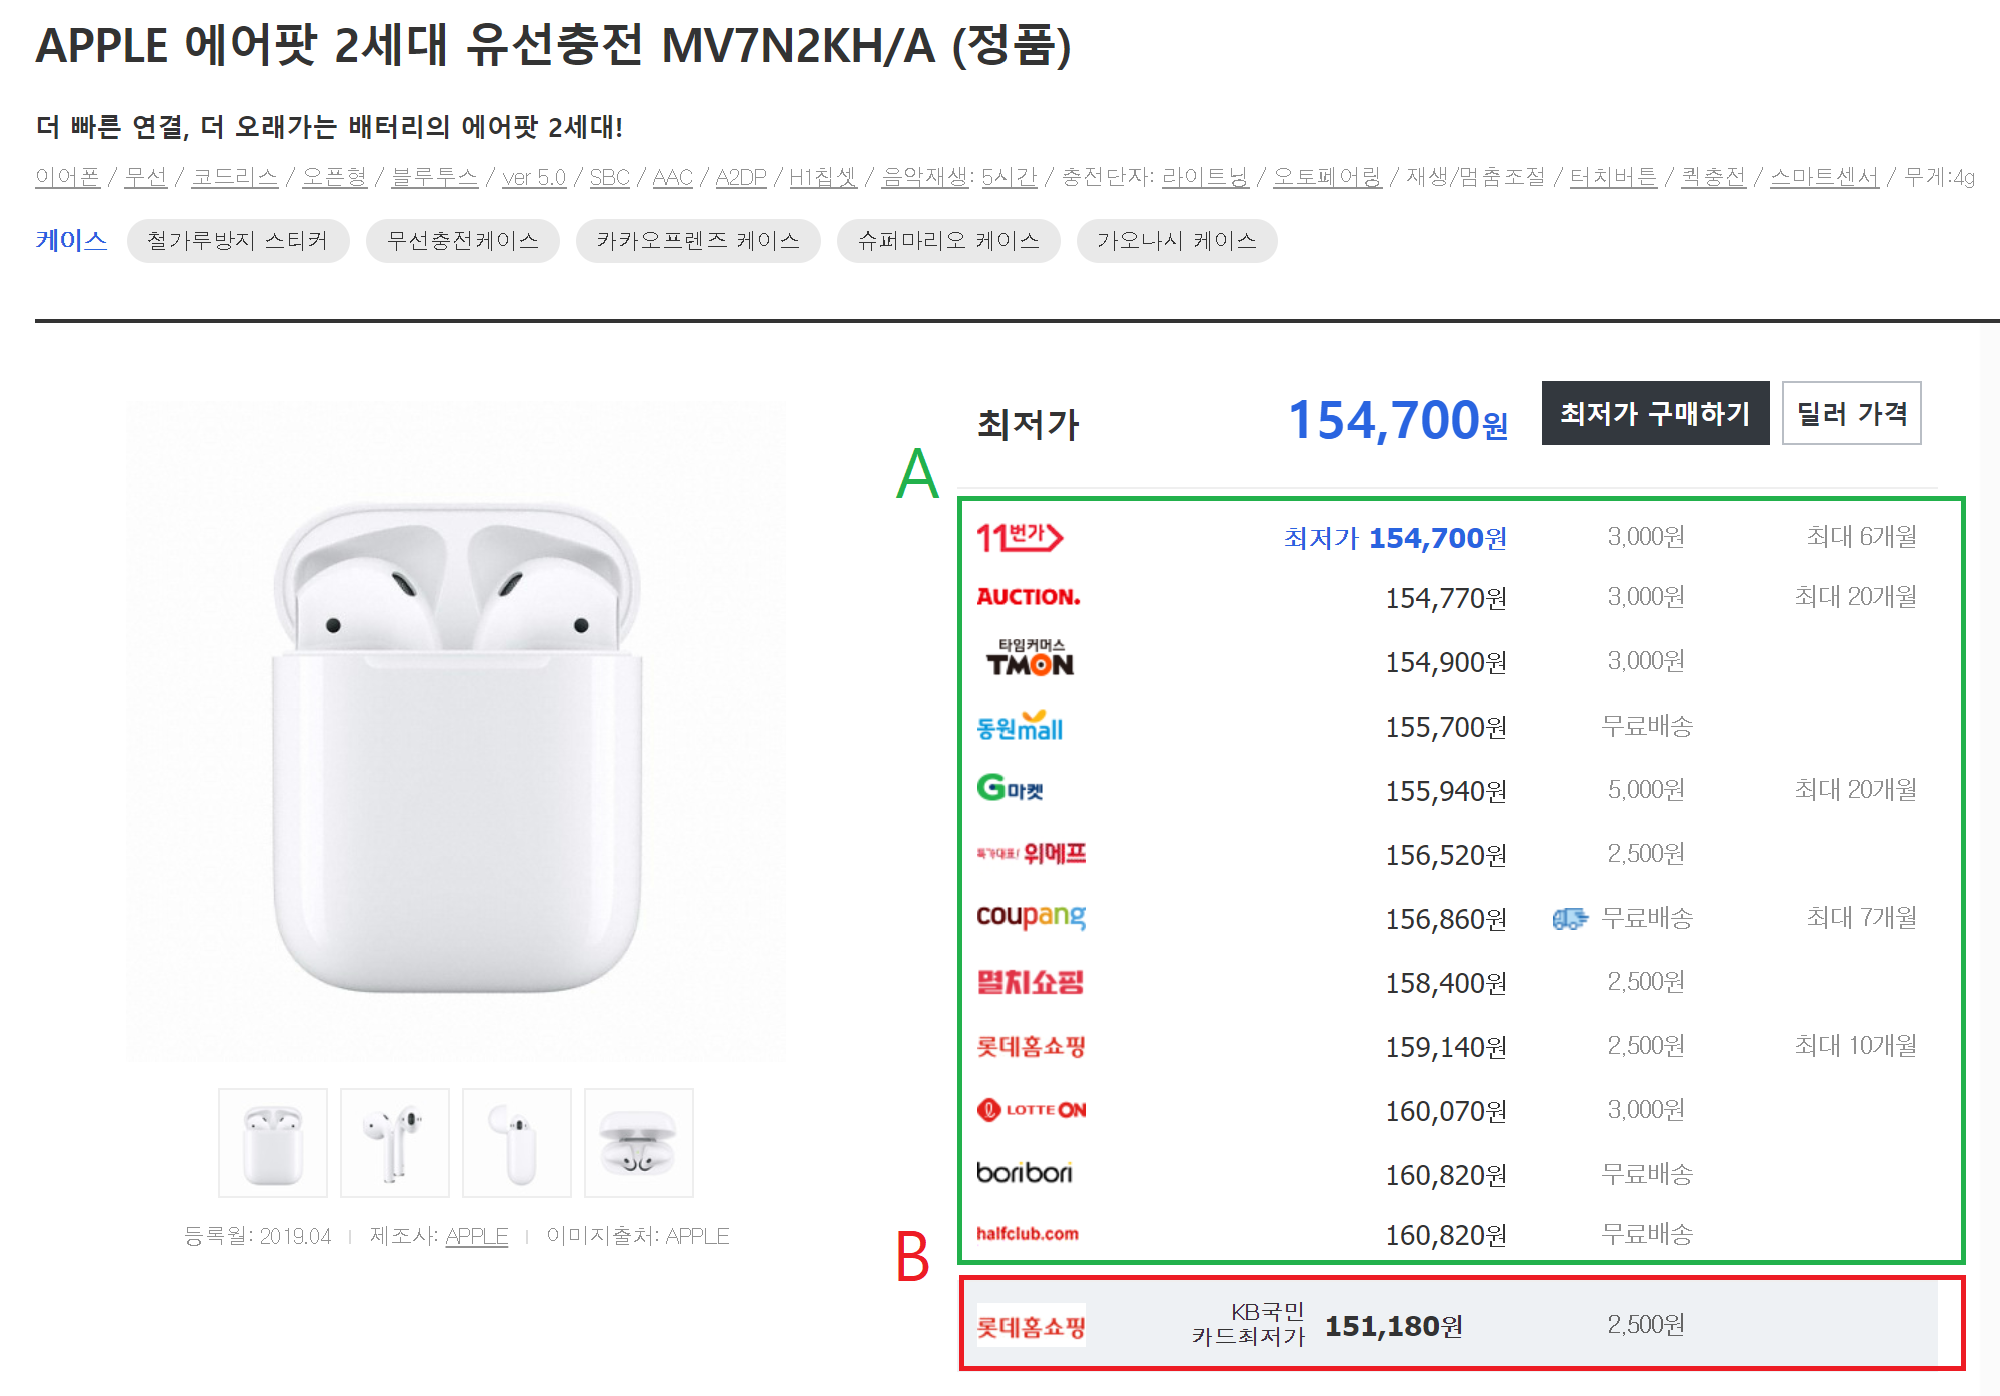 APPLE 에어팟 2세대 유선충전 MV7N2KH/A (정품)
더 빠른 연결, 더 오래가는 배터리의 에어팟 2세대!
이어폰 / 무선 / 코드리스 / 오픈형 / 블루투스 / ver 5.0 / SBC / AAC / A2DP / H1칩셋 / 음악재생: 5시간 / 충전단자: 라이트닝 / 오토페어링 / 재생/멈춤조절 / 터치버튼 / 퀵충전 / 스마트센서 / 무게:4g
케이스 철가루방지 스티커 무선충전케이스 카카오프렌즈 케이스 슈퍼마리오 케이스 가오나시 케이스
최저가 154,700원 최저가 구매하기 딜러 가격
A
11번가 최저가 154,700원 3,000원 최대 6개월
AUCTION. 154,770원 3,000원 최대 20개월
타임커머스
TMON 154,900원 3,000원
동원mall 155,700원 무료배송
G마켓 155,940원 5,000원 최대 20개월
특가대표! 위메프 156,520원 2,500원
coupang 156,860원 무료배송 최대 7개월
멸치쇼핑 158,400원 2,500원
롯데홈쇼핑 159,140원 2,500원 최대 10개월
LOTTE ON 160,070원 3,000원
boribori 160,820원 무료배송
halfclub.com 160,820원 무료배송
등록월: 2019.04 | 제조사: APPLE | 이미지출처: APPLE
B
롯데홈쇼핑 KB국민
카드최저가 151,180원 2,500원